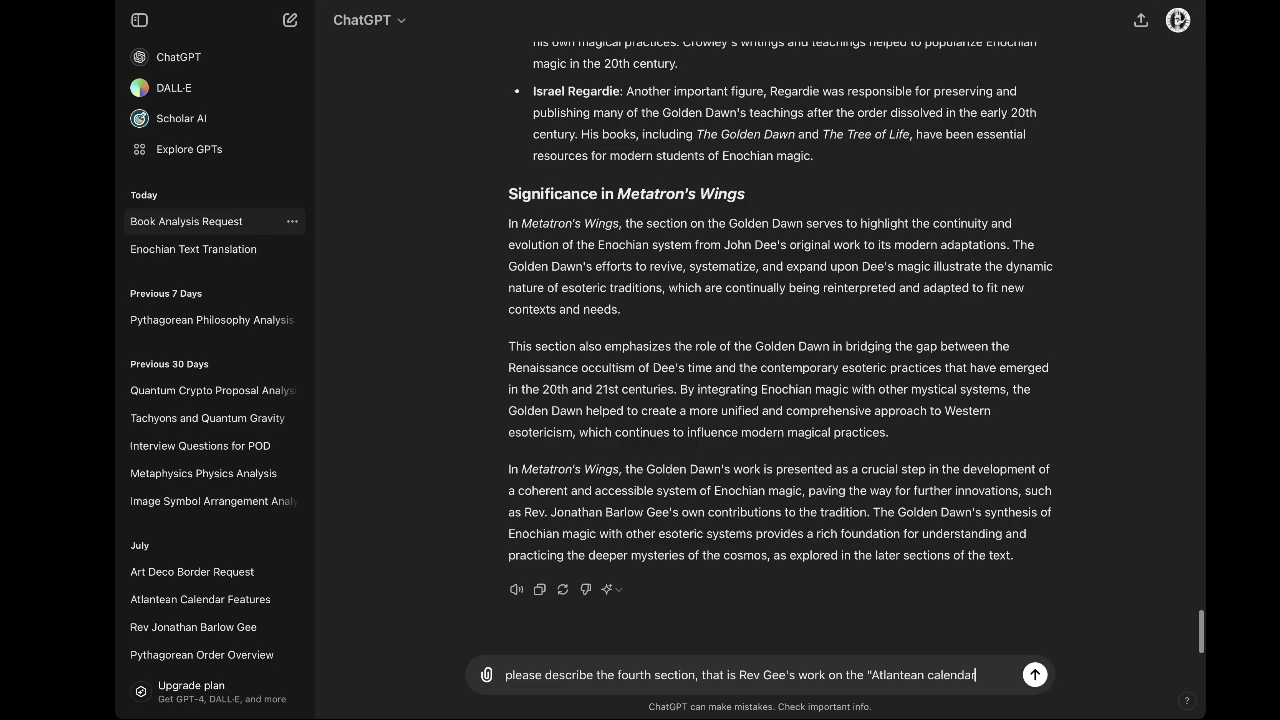 ChatGPT
DALL·E
Scholar AI
Explore GPTs
Today
Book Analysis Request
Enochian Text Translation
Previous 7 Days
Pythagorean Philosophy Analysis
Previous 30 Days
Quantum Crypto Proposal Analysi
Tachyons and Quantum Gravity
Interview Questions for POD
Metaphysics Physics Analysis
Image Symbol Arrangement Analy
July
Art Deco Border Request
Atlantean Calendar Features
Rev Jonathan Barlow Gee
Pythagorean Order Overview
Upgrade plan
Get GPT-4, DALL·E, and more
ChatGPT
his own magical practices. Crowley's writings and teachings helped to popularize Enochian
magic in the 20th century.
• Israel Regardie: Another important figure, Regardie was responsible for preserving and
publishing many of the Golden Dawn's teachings after the order dissolved in the early 20th
century. His books, including The Golden Dawn and The Tree of Life, have been essential
resources for modern students of Enochian magic.
Significance in Metatron's Wings
In Metatron's Wings, the section on the Golden Dawn serves to highlight the continuity and
evolution of the Enochian system from John Dee's original work to its modern adaptations. The
Golden Dawn's efforts to revive, systematize, and expand upon Dee's magic illustrate the dynamic
nature of esoteric traditions, which are continually being reinterpreted and adapted to fit new
contexts and needs.
This section also emphasizes the role of the Golden Dawn in bridging the gap between the
Renaissance occultism of Dee's time and the contemporary esoteric practices that have emerged
in the 20th and 21st centuries. By integrating Enochian magic with other mystical systems, the
Golden Dawn helped to create a more unified and comprehensive approach to Western
esotericism, which continues to influence modern magical practices.
In Metatron's Wings, the Golden Dawn's work is presented as a crucial step in the development of
a coherent and accessible system of Enochian magic, paving the way for further innovations, such
as Rev. Jonathan Barlow Gee's own contributions to the tradition. The Golden Dawn's synthesis of
Enochian magic with other esoteric systems provides a rich foundation for understanding and
practicing the deeper mysteries of the cosmos, as explored in the later sections of the text.
please describe the fourth section, that is Rev Gee's work on the "Atlantean calendar
ChatGPT can make mistakes. Check important info.
?